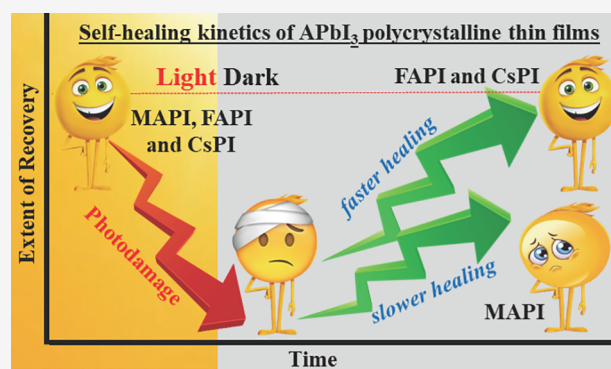 Self-healing kinetics of APbI₃ polycrystalline thin films
Light Dark
FAPI and CsPI
MAPI, FAPI
and CsPI
Extent of Recovery
Photodamage
faster healing
slower healing
MAPI
Time